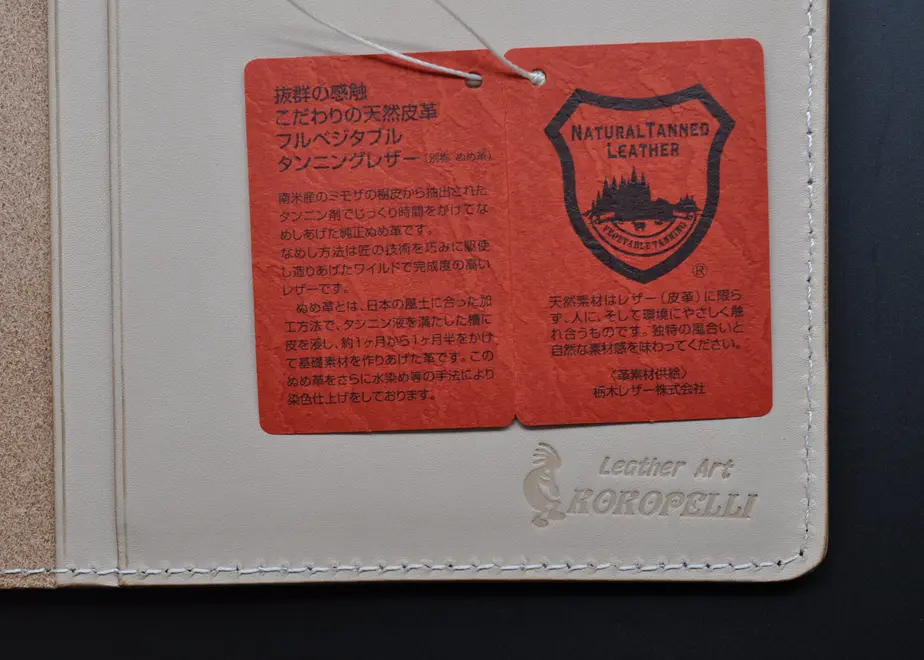 抜群の感触
こだわりの天然皮革
フルベジタブル
タンニングレザー（別称 ぬめ革）
南米産のミモザの樹皮から抽出された
タンニン剤でじっくり時間をかけてな
めしあげた純正ぬめ革です。
なめし方法は匠の技術を巧みに駆使
し造りあげたワイルドで完成度の高い
レザーです。
ぬめ革とは、日本の風土に合った加
工方法で、タンニン液を満たした槽に
皮を浸し、約1ヶ月から1ヶ月半をかけ
て基礎素材を作りあげた革です。この
ぬめ革をさらに水染め等の手法により
染色仕上げをしております。
NATURALTANNED
LEATHER
VEGETABLETANNING
®
天然素材はレザー（皮革）に限ら
ず、人に、そして環境にやさしく触
れ合うものです。独特の風合いと
自然な素材感を味わってください。
〈革素材供給〉
栃木レザー株式会社
Leather Art
KOKOPELLI